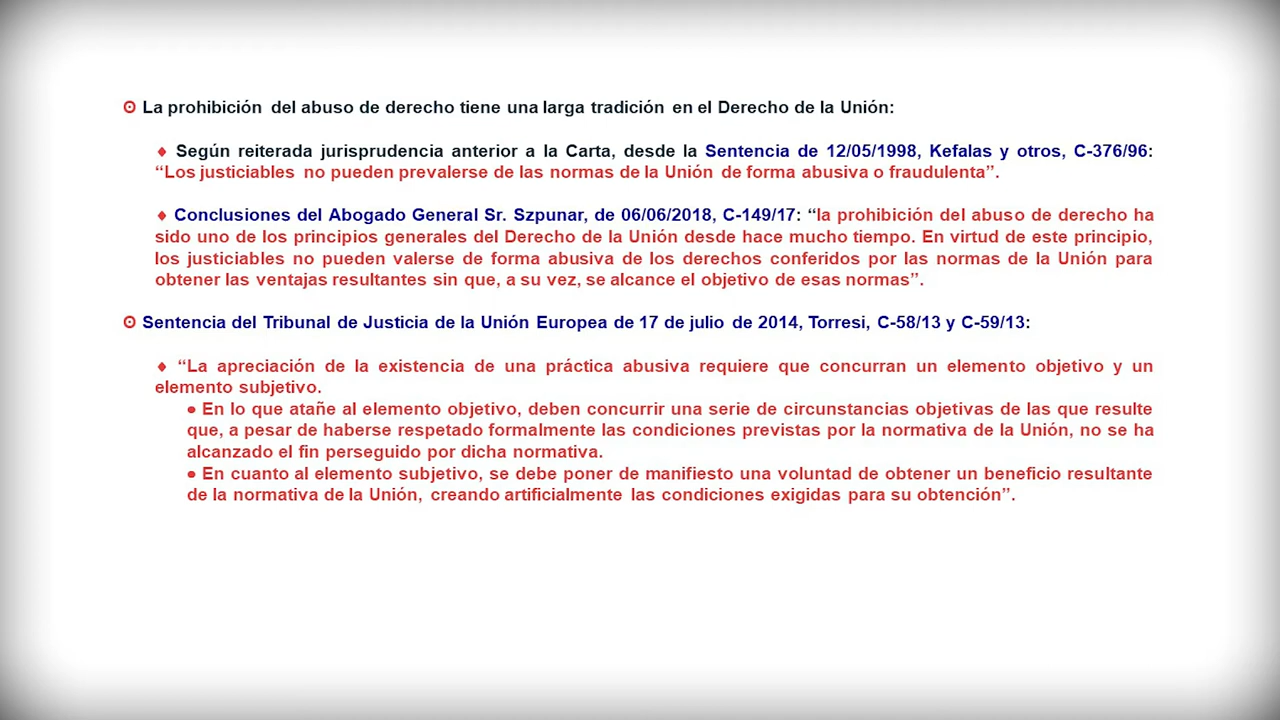 ⊙ La prohibición del abuso de derecho tiene una larga tradición en el Derecho de la Unión:
♦ Según reiterada jurisprudencia anterior a la Carta, desde la Sentencia de 12/05/1998, Kefalas y otros, C-376/96:
“Los justiciables no pueden prevalerse de las normas de la Unión de forma abusiva o fraudulenta”.
♦ Conclusiones del Abogado General Sr. Szpunar, de 06/06/2018, C-149/17: “la prohibición del abuso de derecho ha
sido uno de los principios generales del Derecho de la Unión desde hace mucho tiempo. En virtud de este principio,
los justiciables no pueden valerse de forma abusiva de los derechos conferidos por las normas de la Unión para
obtener las ventajas resultantes sin que, a su vez, se alcance el objetivo de esas normas”.
⊙ Sentencia del Tribunal de Justicia de la Unión Europea de 17 de julio de 2014, Torresi, C-58/13 y C-59/13:
♦ “La apreciación de la existencia de una práctica abusiva requiere que concurran un elemento objetivo y un
elemento subjetivo.
● En lo que atañe al elemento objetivo, deben concurrir una serie de circunstancias objetivas de las que resulte
que, a pesar de haberse respetado formalmente las condiciones previstas por la normativa de la Unión, no se ha
alcanzado el fin perseguido por dicha normativa.
● En cuanto al elemento subjetivo, se debe poner de manifiesto una voluntad de obtener un beneficio resultante
de la normativa de la Unión, creando artificialmente las condiciones exigidas para su obtención”.